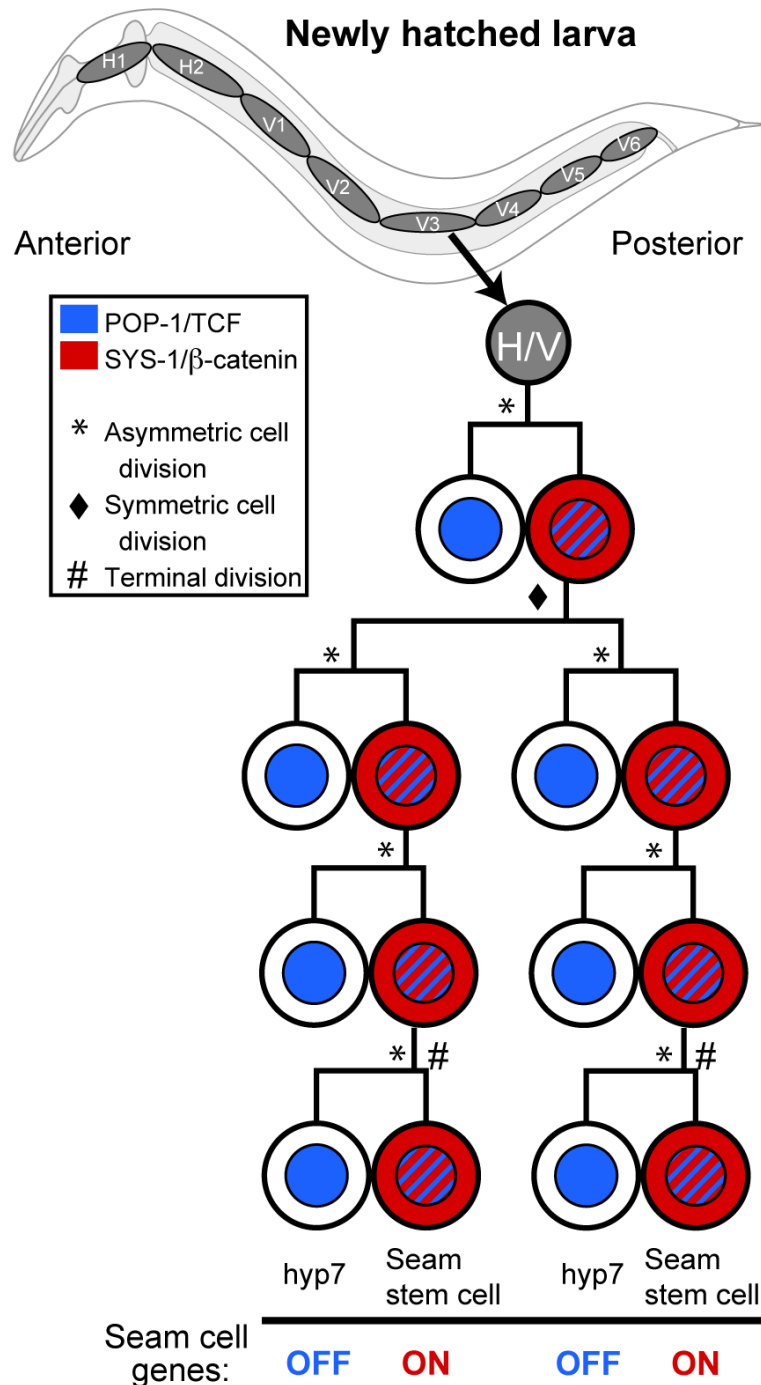 Newly hatched larva
H1
H2
V1
V2
V3
V4
V5
V6
Anterior
Posterior
H/V
POP-1/TCF
SYS-1/β-catenin
* Asymmetric cell
division
♦ Symmetric cell
division
# Terminal division
*
♦
* *
* *
* # * #
hyp7 Seam hyp7 Seam
stem cell stem cell
Seam cell
genes: OFF ON OFF ON